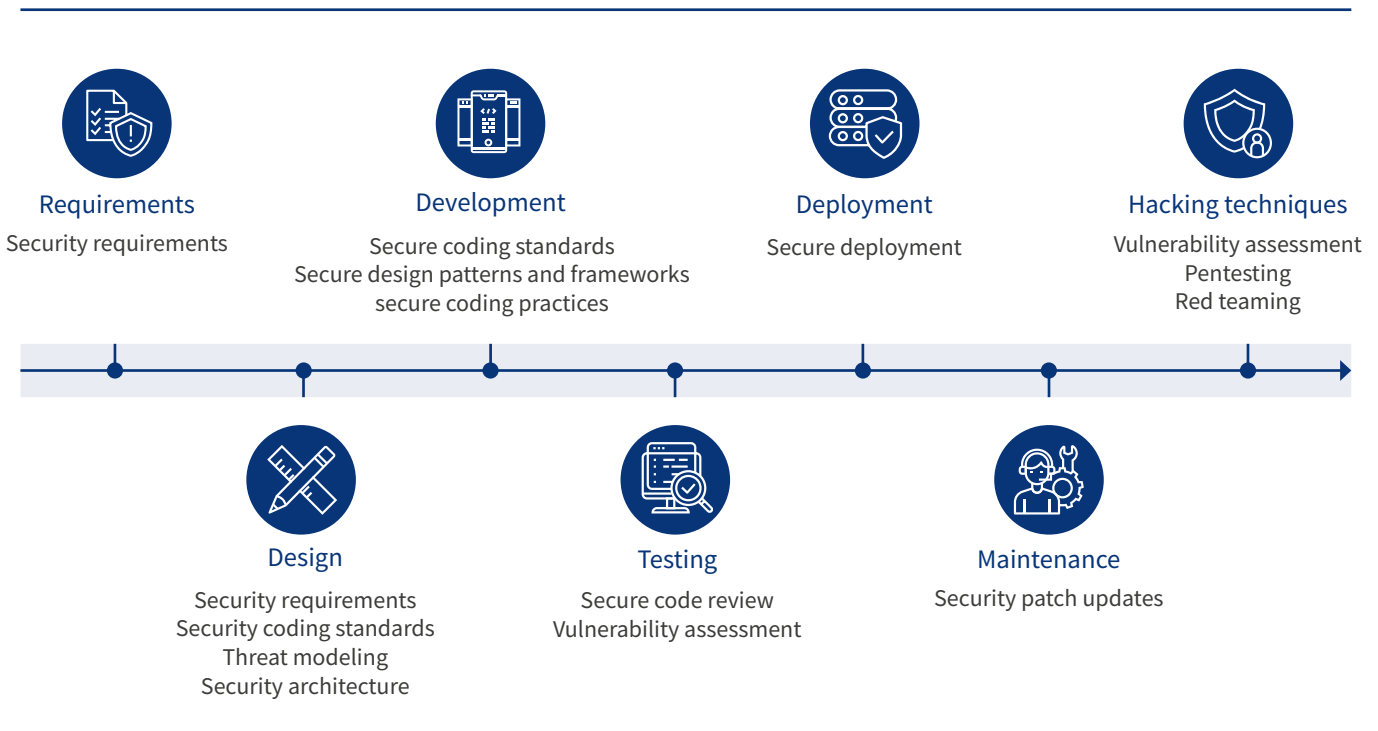 Requirements
Security requirements
Development
Secure coding standards
Secure design patterns and frameworks
secure coding practices
Deployment
Secure deployment
Hacking techniques
Vulnerability assessment
Pentesting
Red teaming
Design
Security requirements
Security coding standards
Threat modeling
Security architecture
Testing
Secure code review
Vulnerability assessment
Maintenance
Security patch updates